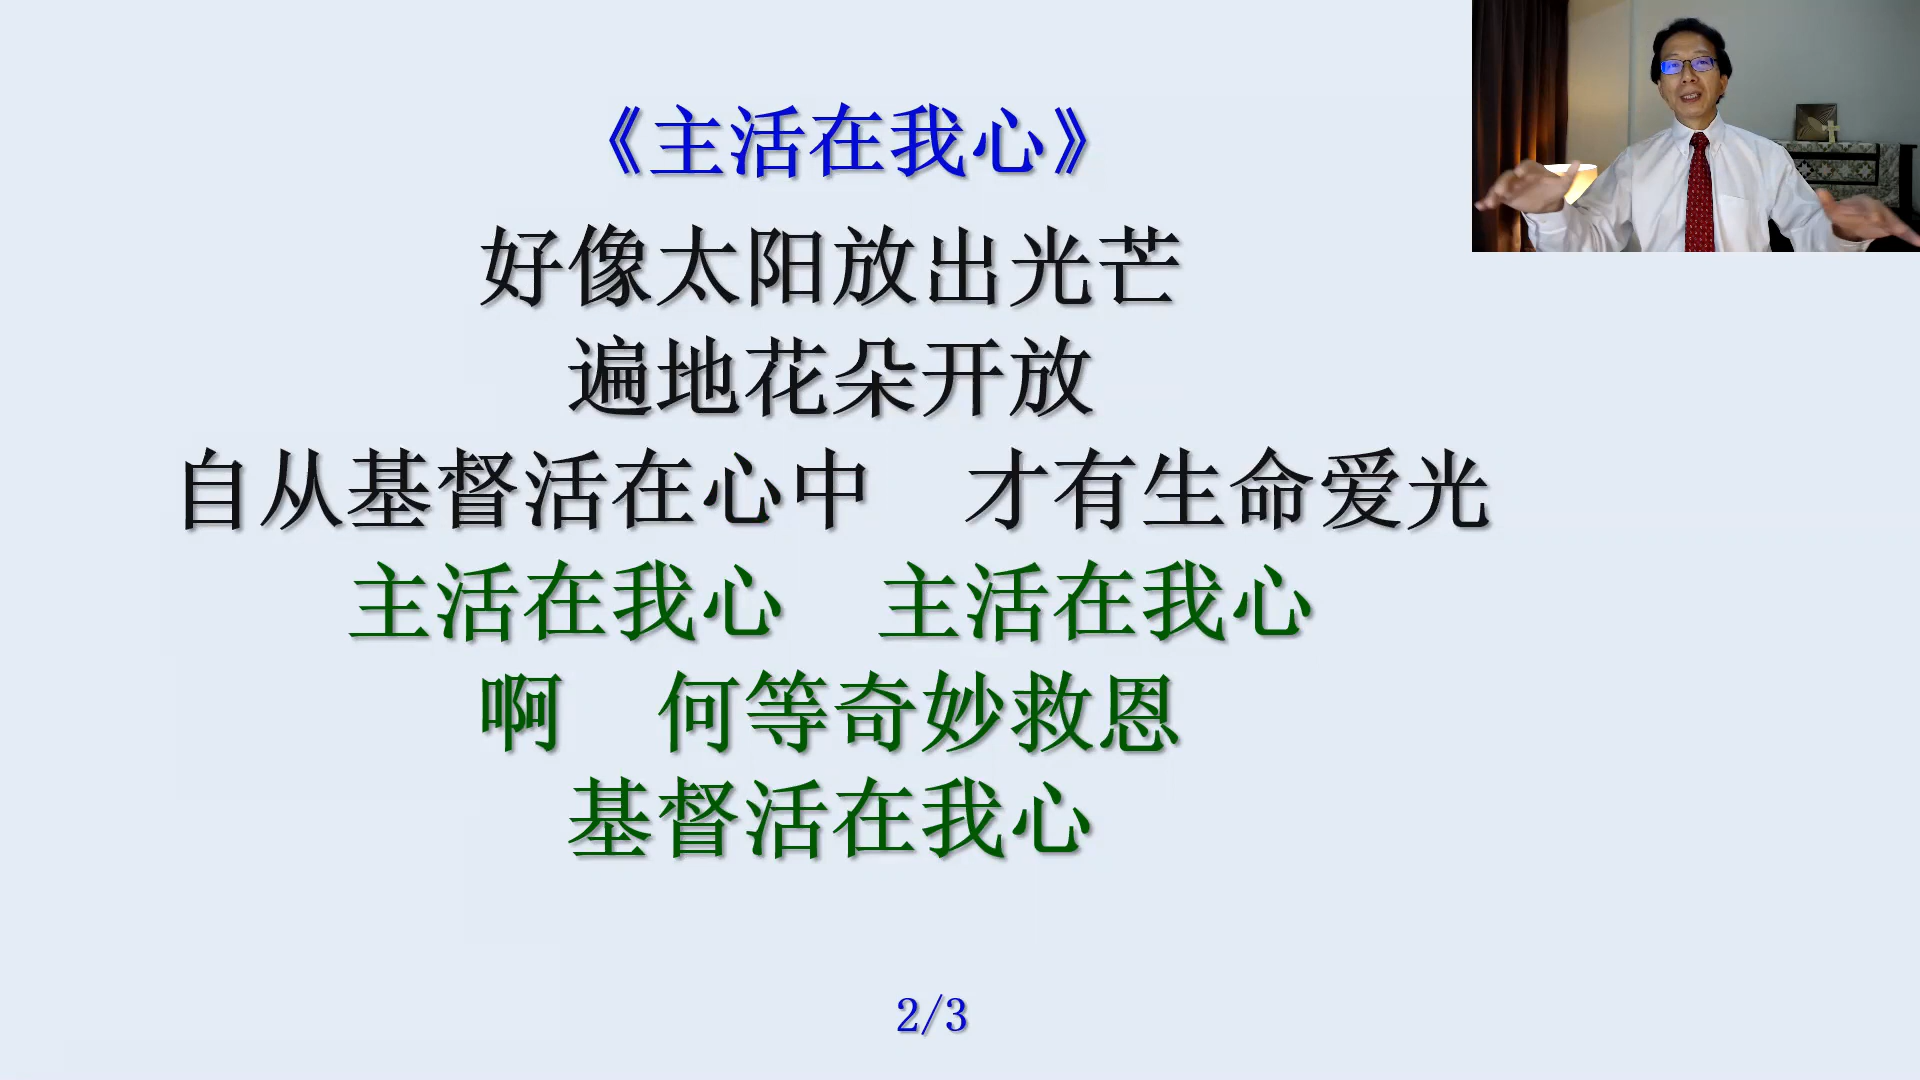 《主活在我心》
好像太阳放出光芒
遍地花朵开放
自从基督活在心中　才有生命爱光
主活在我心　主活在我心
啊　何等奇妙救恩
基督活在我心
2/3